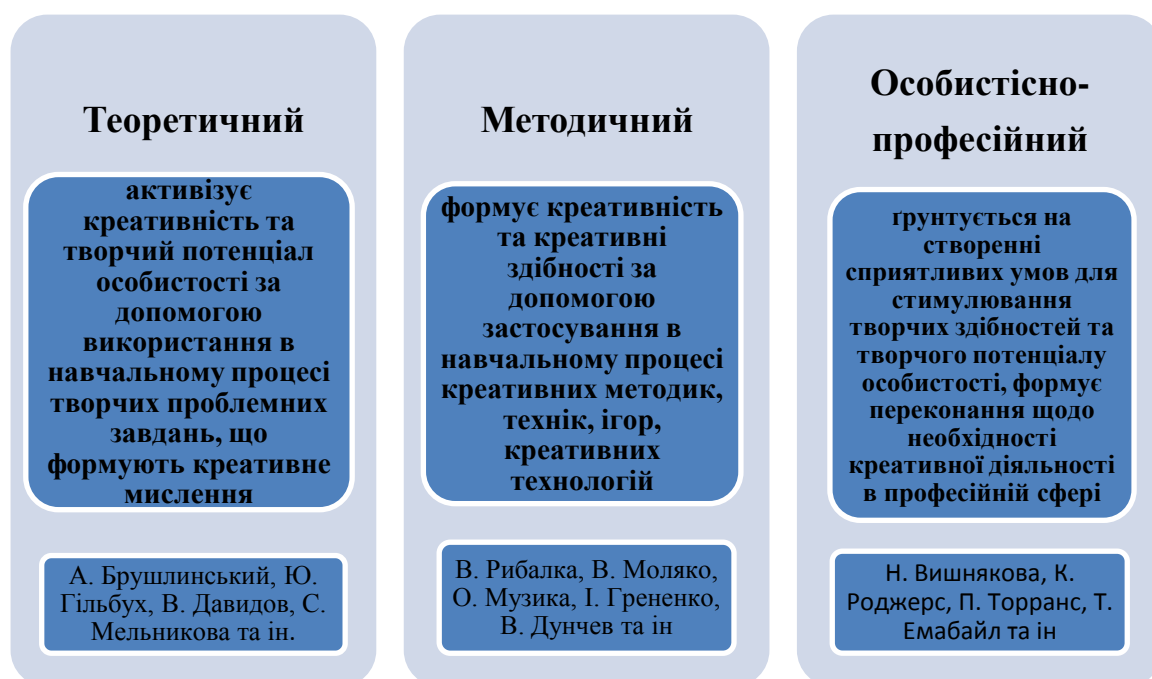 Теоретичний
активізує
креативність та
творчий потенціал
особистості за
допомогою
використання в
навчальному процесі
творчих проблемних
завдань, що
формують креативне
мислення
А. Брушлинський, Ю.
Гільбух, В. Давидов, С.
Мельникова та ін.
Методичний
формує креативність
та креативні
здібності за
допомогою
застосування в
навчальному процесі
креативних методик,
технік, ігор,
креативних
технологій
В. Рибалка, В. Моляко,
О. Музика, І. Грененко,
В. Дунчев та ін
Особистісно-
професійний
ґрунтується на
створенні
сприятливих умов для
стимулювання
творчих здібностей та
творчого потенціалу
особистості, формує
переконання щодо
необхідності
креативної діяльності
в професійній сфері
Н. Вишнякова, К.
Роджерс, П. Торранс, Т.
Емабайл та ін